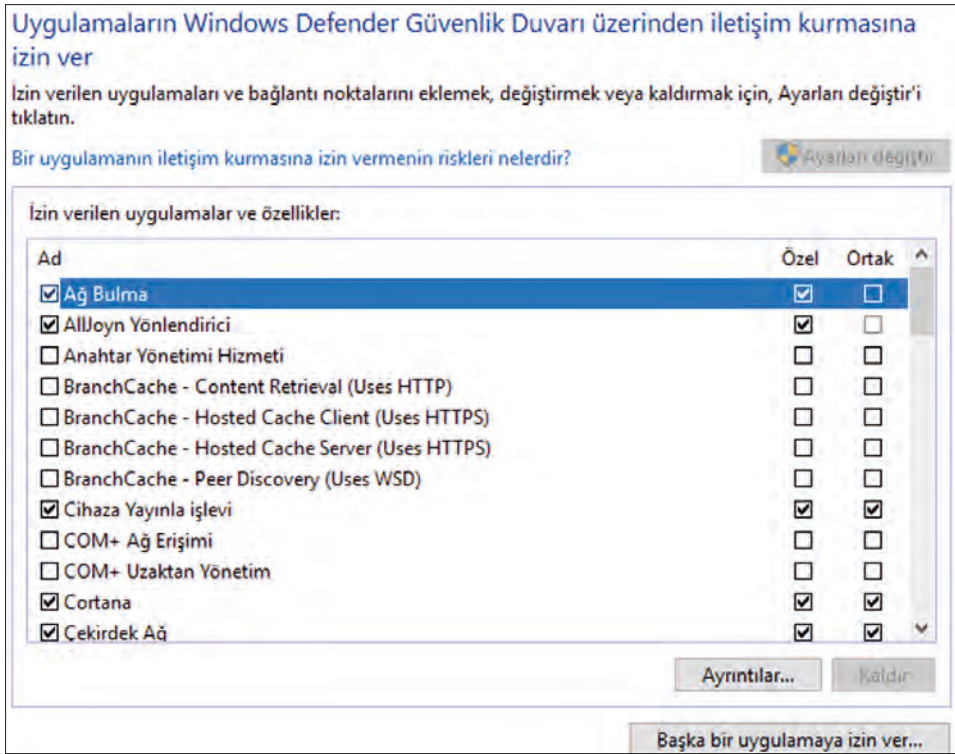 Uygulamaların Windows Defender Güvenlik Duvarı üzerinden iletişim kurmasına
izin ver
İzin verilen uygulamaları ve bağlantı noktalarını eklemek, değiştirmek veya kaldırmak için, Ayarları değiştir'i
tıklatın.
Bir uygulamanın iletişim kurmasına izin vermenin riskleri nelerdir?
Ayarları değiştir
İzin verilen uygulamalar ve özellikler:
Ad Özel Ortak
Ağ Bulma
AllJoyn Yönlendirici
Anahtar Yönetimi Hizmeti
BranchCache - Content Retrieval (Uses HTTP)
BranchCache - Hosted Cache Client (Uses HTTPS)
BranchCache - Hosted Cache Server (Uses HTTPS)
BranchCache - Peer Discovery (Uses WSD)
Cihaza Yayınla işlevi
COM+ Ağ Erişimi
COM+ Uzaktan Yönetim
Cortana
Çekirdek Ağ
Ayrıntılar... Kaldır
Başka bir uygulamaya izin ver...